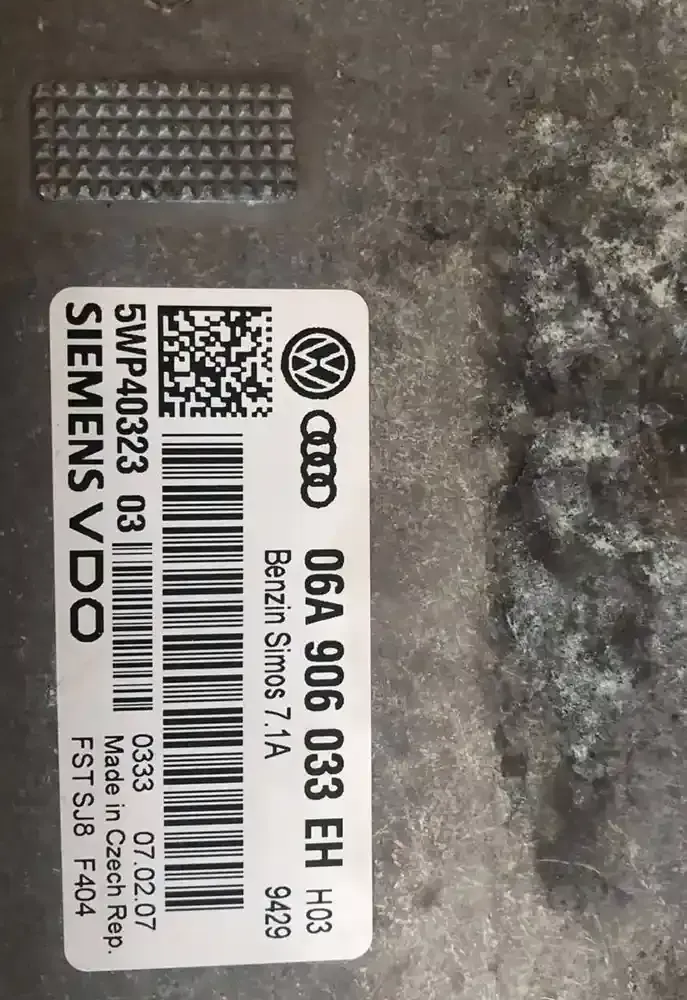 06A 906 033 EH H03
Benzin Simos 7.1A 9429
5WP40323 03
0333 07.02.07
Made in Czech Rep.
SIEMENS VDO
FST SJ8 F404